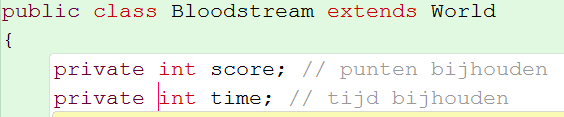 public class Bloodstream extends World
{
private int score; // punten bijhouden
private int time; // tijd bijhouden